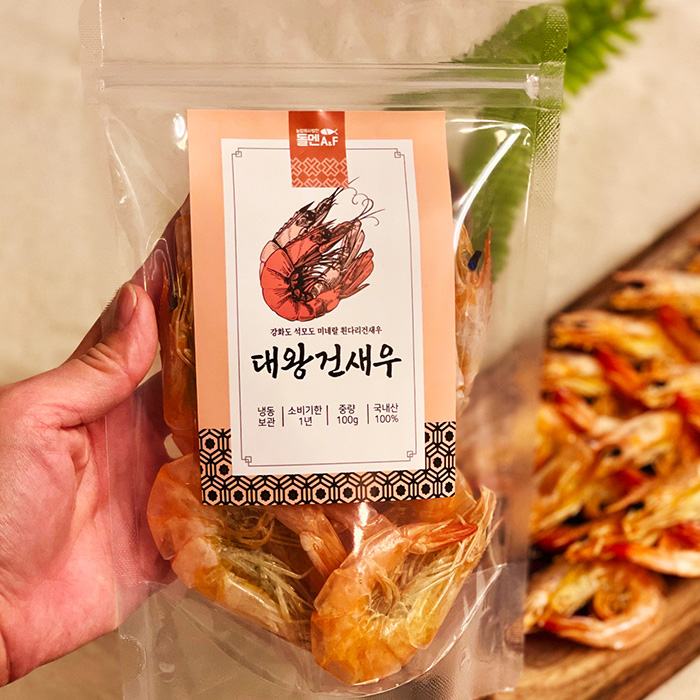 돌멘 A&F
강화도 석모도 미네랄 흰다리건새우
대왕건새우
냉동 소비기한 중량 국내산
보관 1년 100g 100%